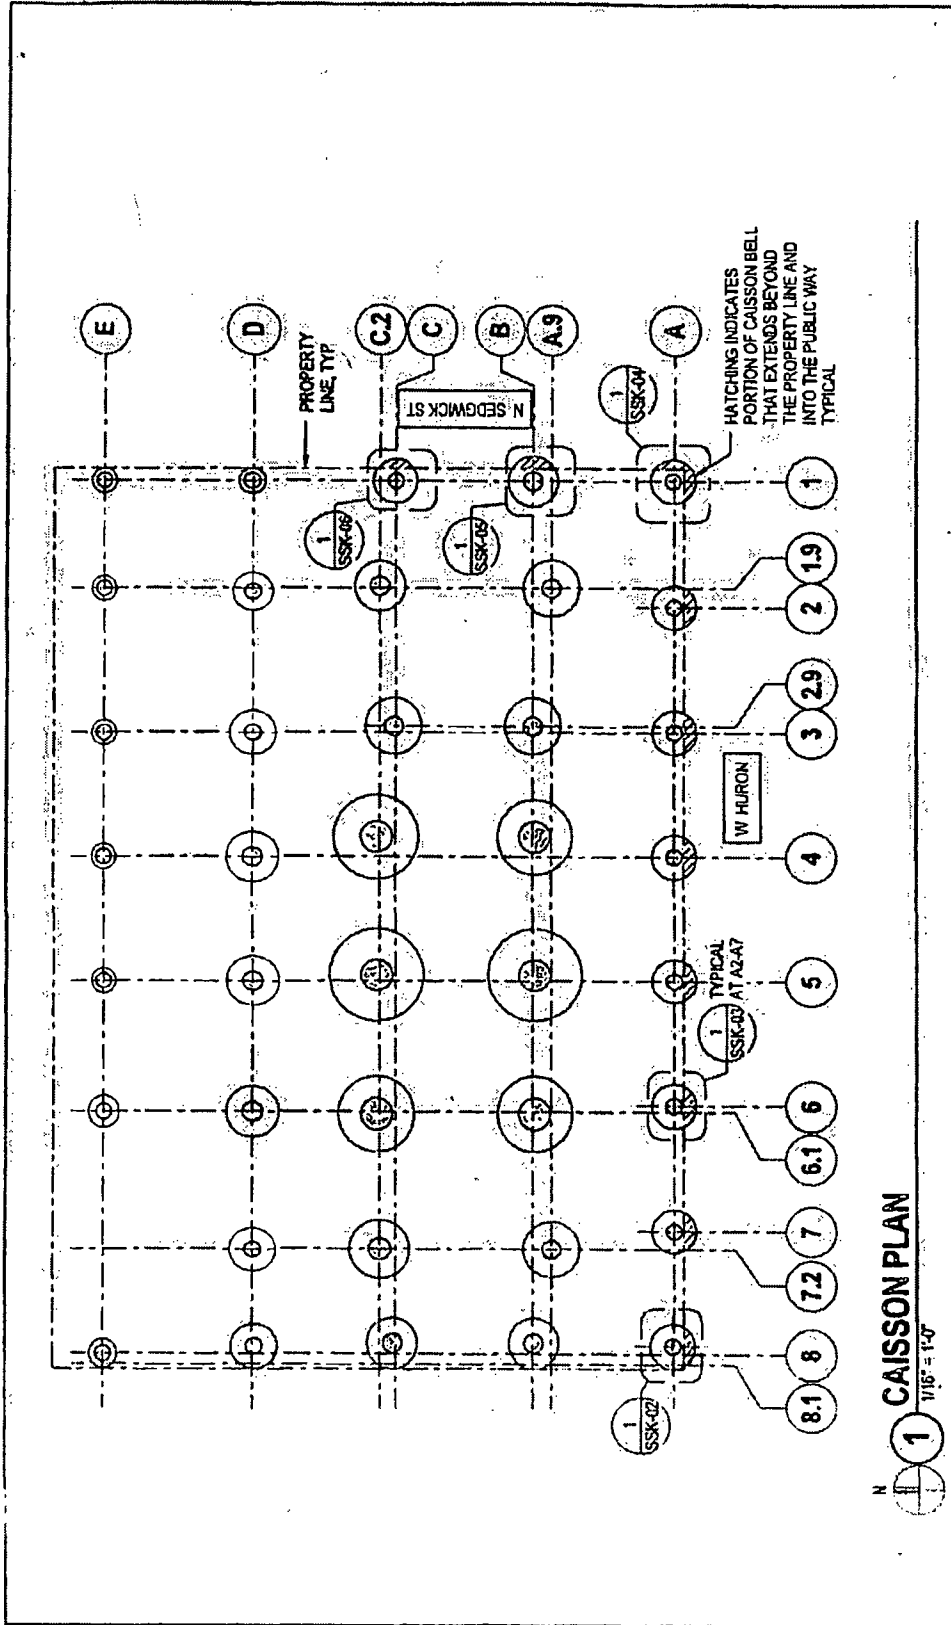 E
D
C.2
C
B
A.9
A
PROPERTY
LINE, TYP
N. SEDGWICK ST
1
SSK-06
1
SSK-05
1
SSK-04
HATCHING INDICATES
PORTION OF CAISSON BELL
THAT EXTENDS BEYOND
THE PROPERTY LINE AND
INTO THE PUBLIC WAY
TYPICAL
W HURON
1
SSK-03
TYPICAL
AT A2-A7
1
SSK-02
8.1
8
7.2
7
6.1
6
5
4
3
2.9
2
1.9
1
N
1
CAISSON PLAN
1/16" = 1'-0"